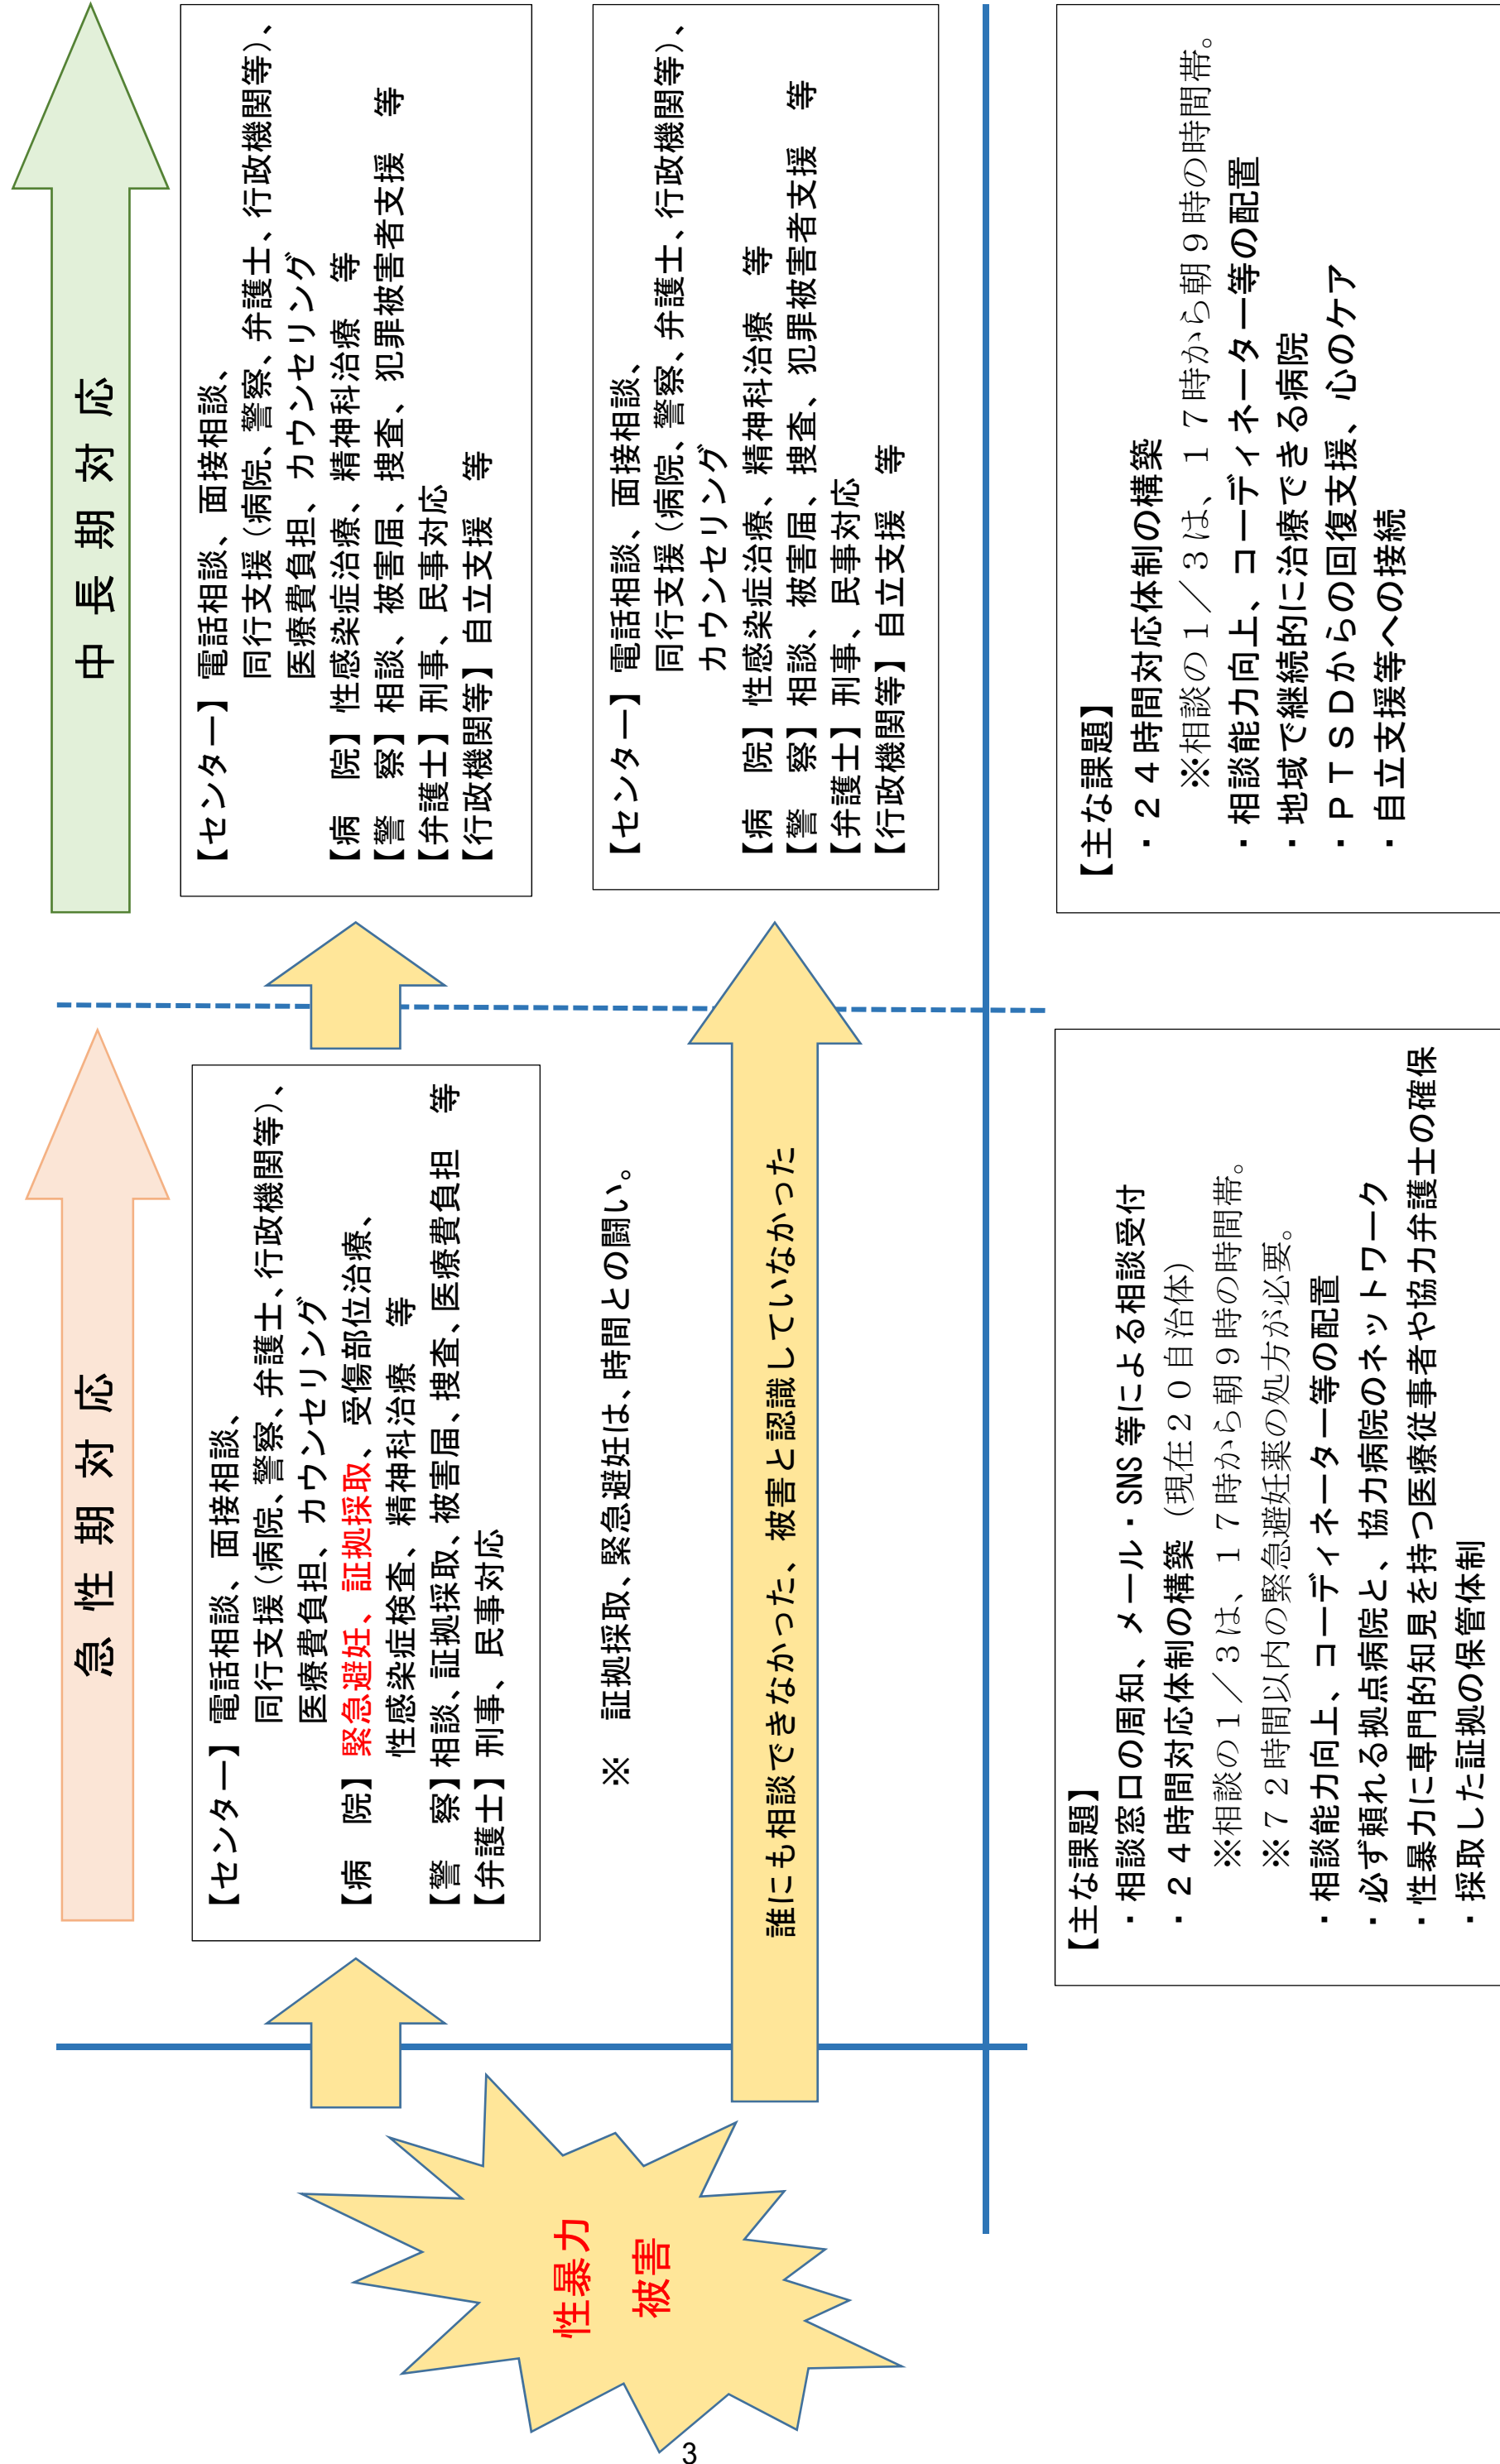 急 性 期 対 応
中 長 期 対 応
性暴力
被害
【センター】電話相談、面接相談、
同行支援（病院、警察、弁護士、行政機関等）、
医療費負担、カウンセリング
【病　院】緊急避妊、証拠採取、受傷部位治療、
性感染症検査、精神科治療　等
【警　察】相談、証拠採取、被害届、捜査、医療費負担　等
【弁護士】刑事、民事対応
※　証拠採取、緊急避妊は、時間との闘い。
誰にも相談できなかった、被害と認識していなかった
【センター】電話相談、面接相談、
同行支援（病院、警察、弁護士、行政機関等）、
医療費負担、カウンセリング
【病　院】性感染症治療、精神科治療　等
【警　察】相談、被害届、捜査、犯罪被害者支援　等
【弁護士】刑事、民事対応
【行政機関等】自立支援　等
【センター】電話相談、面接相談、
同行支援（病院、警察、弁護士、行政機関等）、
カウンセリング
【病　院】性感染症治療、精神科治療　等
【警　察】相談、被害届、捜査、犯罪被害者支援　等
【弁護士】刑事、民事対応
【行政機関等】自立支援　等
【主な課題】
・相談窓口の周知、メール・SNS等による相談受付
・２４時間対応体制の構築（現在２０自治体）
※相談の１／３は、１７時から朝９時の時間帯。
※７２時間以内の緊急避妊薬の処方が必要。
・相談能力向上、コーディネーター等の配置
・必ず頼れる拠点病院と、協力病院のネットワーク
・性暴力に専門的知見を持つ医療従事者や協力弁護士の確保
・採取した証拠の保管体制
【主な課題】
・２４時間対応体制の構築
※相談の１／３は、１７時から朝９時の時間帯。
・相談能力向上、コーディネーター等の配置
・地域で継続的に治療できる病院
・ＰＴＳＤからの回復支援、心のケア
・自立支援等への接続
3